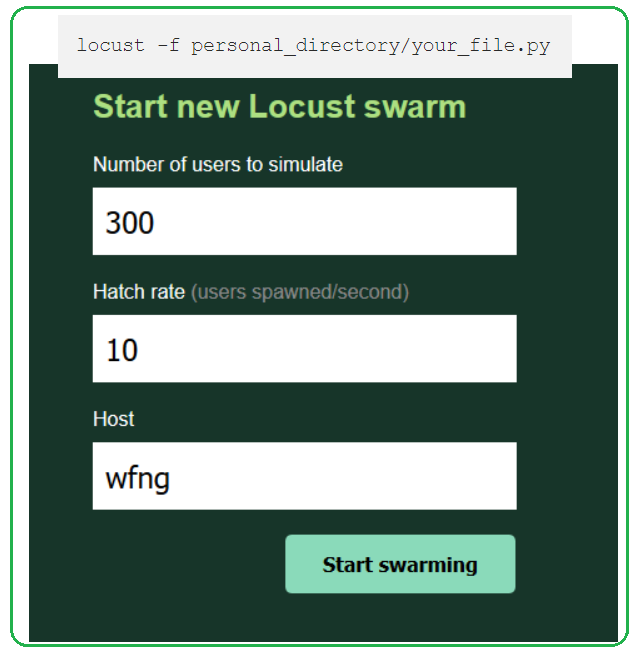 locust -f personal_directory/your_file.py
Start new Locust swarm
Number of users to simulate
300
Hatch rate (users spawned/second)
10
Host
wfng
Start swarming